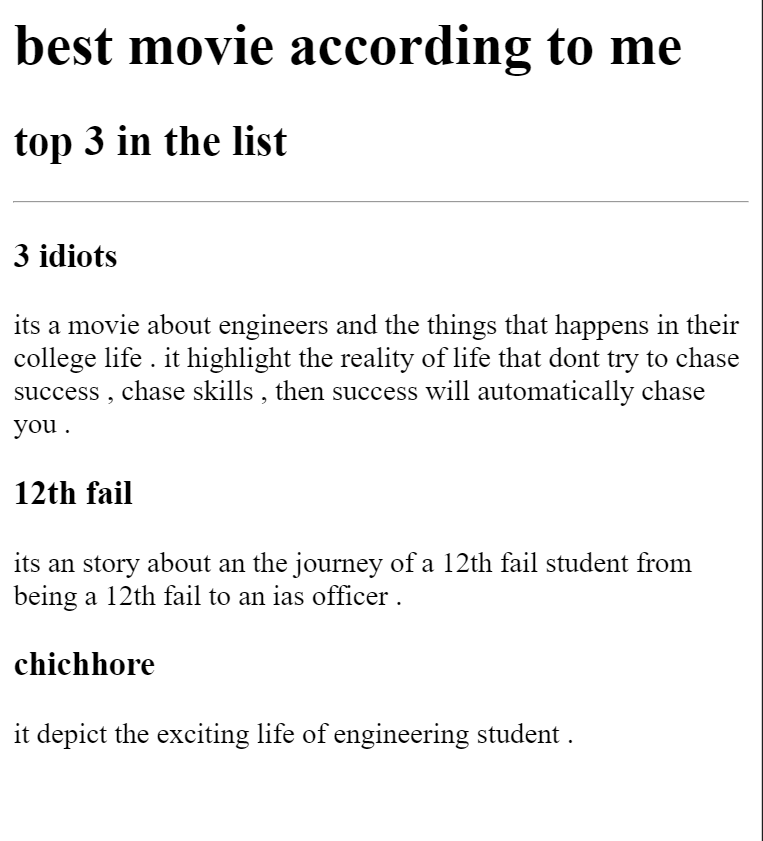 best movie according to me
top 3 in the list
3 idiots
its a movie about engineers and the things that happens in their
college life . it highlight the reality of life that dont try to chase
success , chase skills , then success will automatically chase
you .
12th fail
its an story about an the journey of a 12th fail student from
being a 12th fail to an ias officer .
chichhore
it depict the exciting life of engineering student .